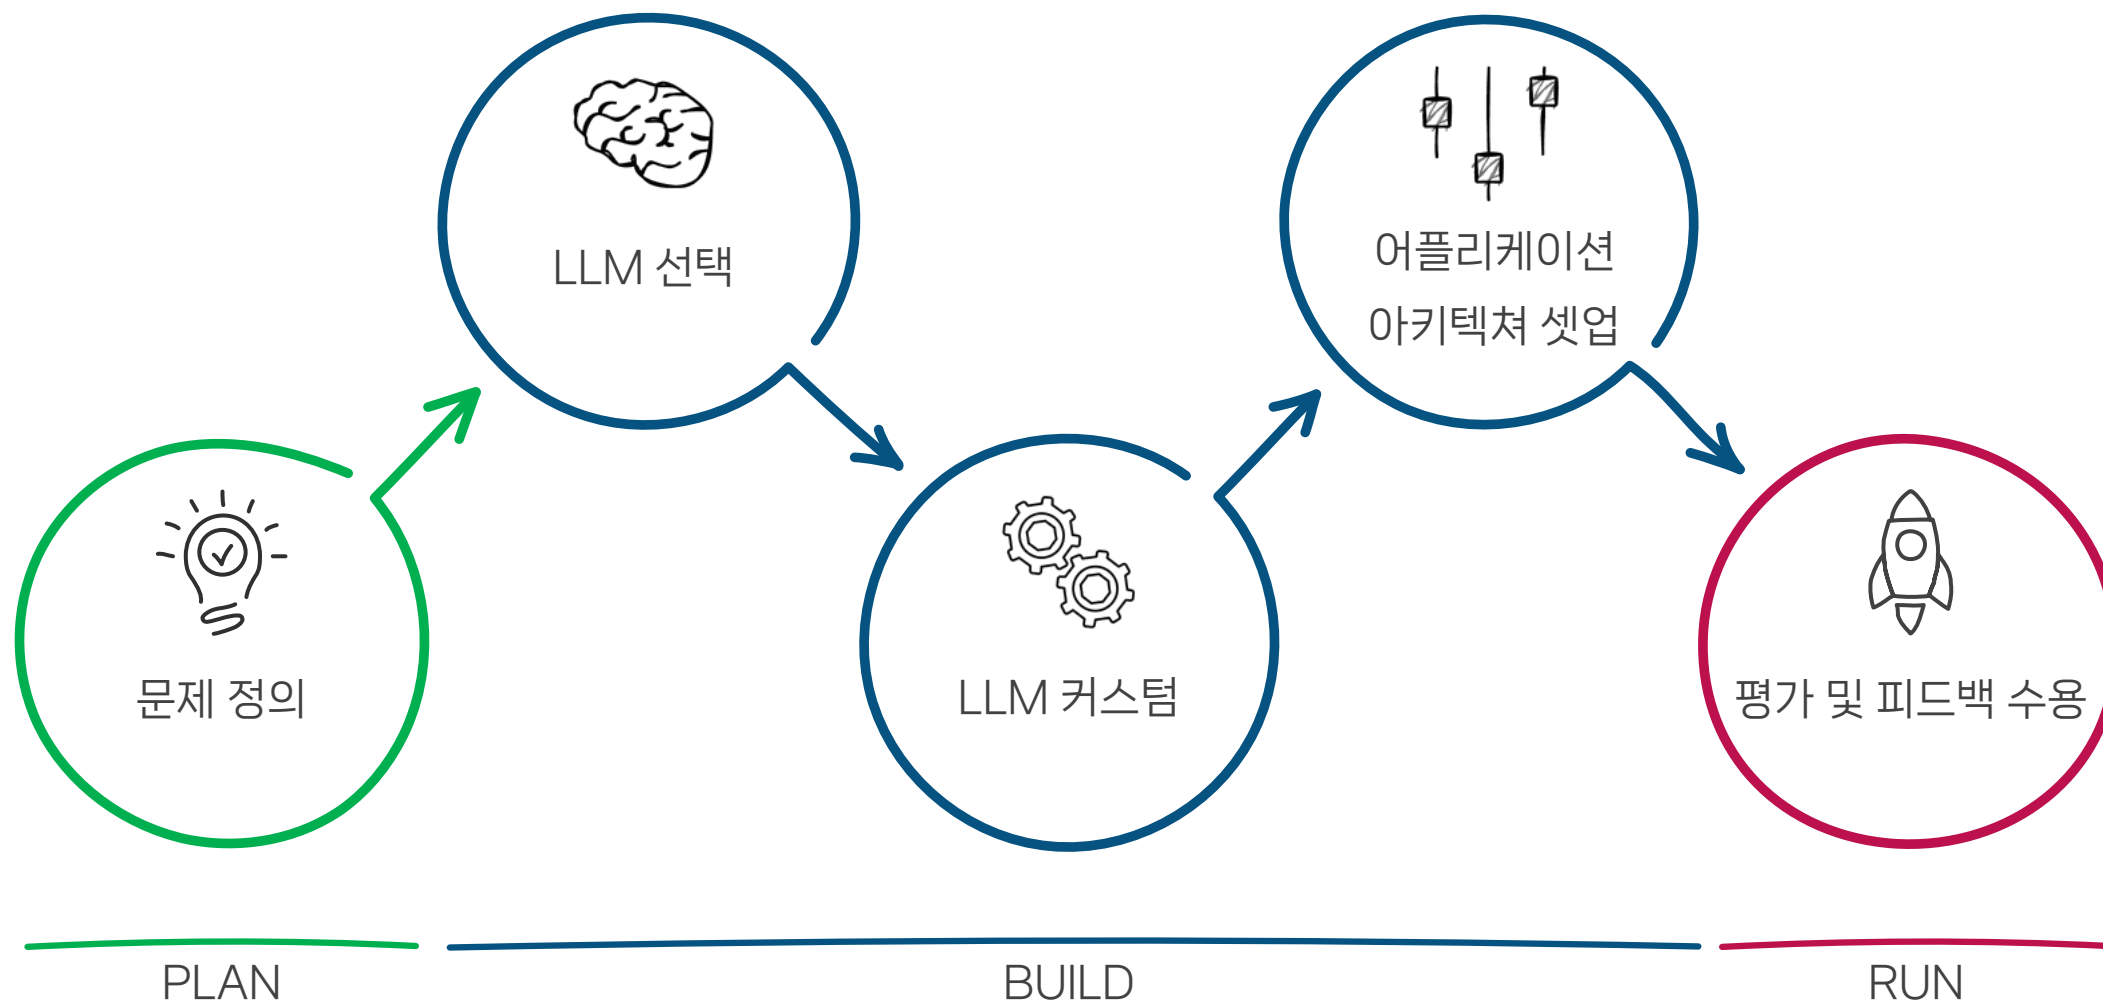 문제 정의
LLM 선택
LLM 커스텀
어플리케이션
아키텍쳐 셋업
평가 및 피드백 수용
PLAN
BUILD
RUN